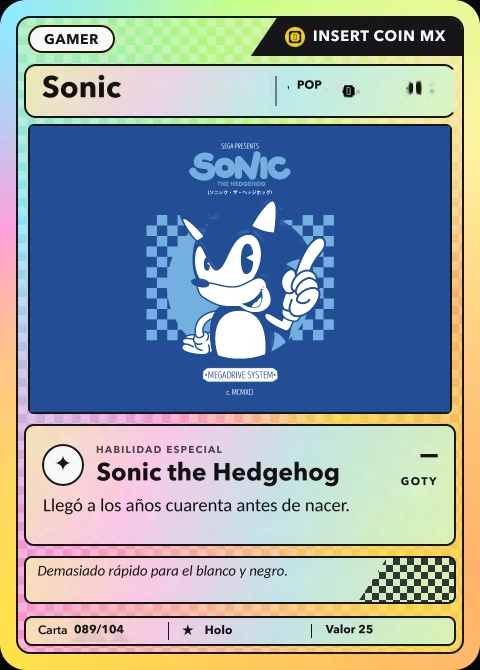 GAMER
INSERT COIN MX
Sonic
POP
SEGA PRESENTS
SONIC
THE HEDGEHOG
(ソニック・ザ・ヘッジホッグ)
•MEGADRIVE SYSTEM•
c. MCMXCI
HABILIDAD ESPECIAL
Sonic the Hedgehog
—
GOTY
Llegó a los años cuarenta antes de nacer.
Demasiado rápido para el blanco y negro.
Carta 089/104 ★ Holo Valor 25